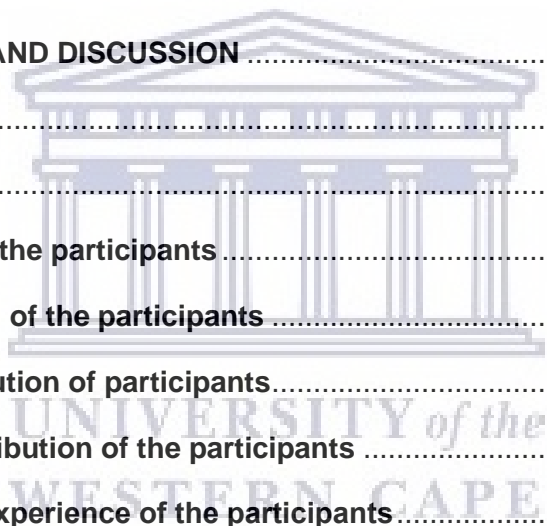 AND DISCUSSION ....................................
.................................................................
.................................................................
the participants .......................................
of the participants .................................
ution of participants.................................
UNIVERSITY of the
ibution of the participants ......................
WESTERN CAPE
xperience of the participants..................